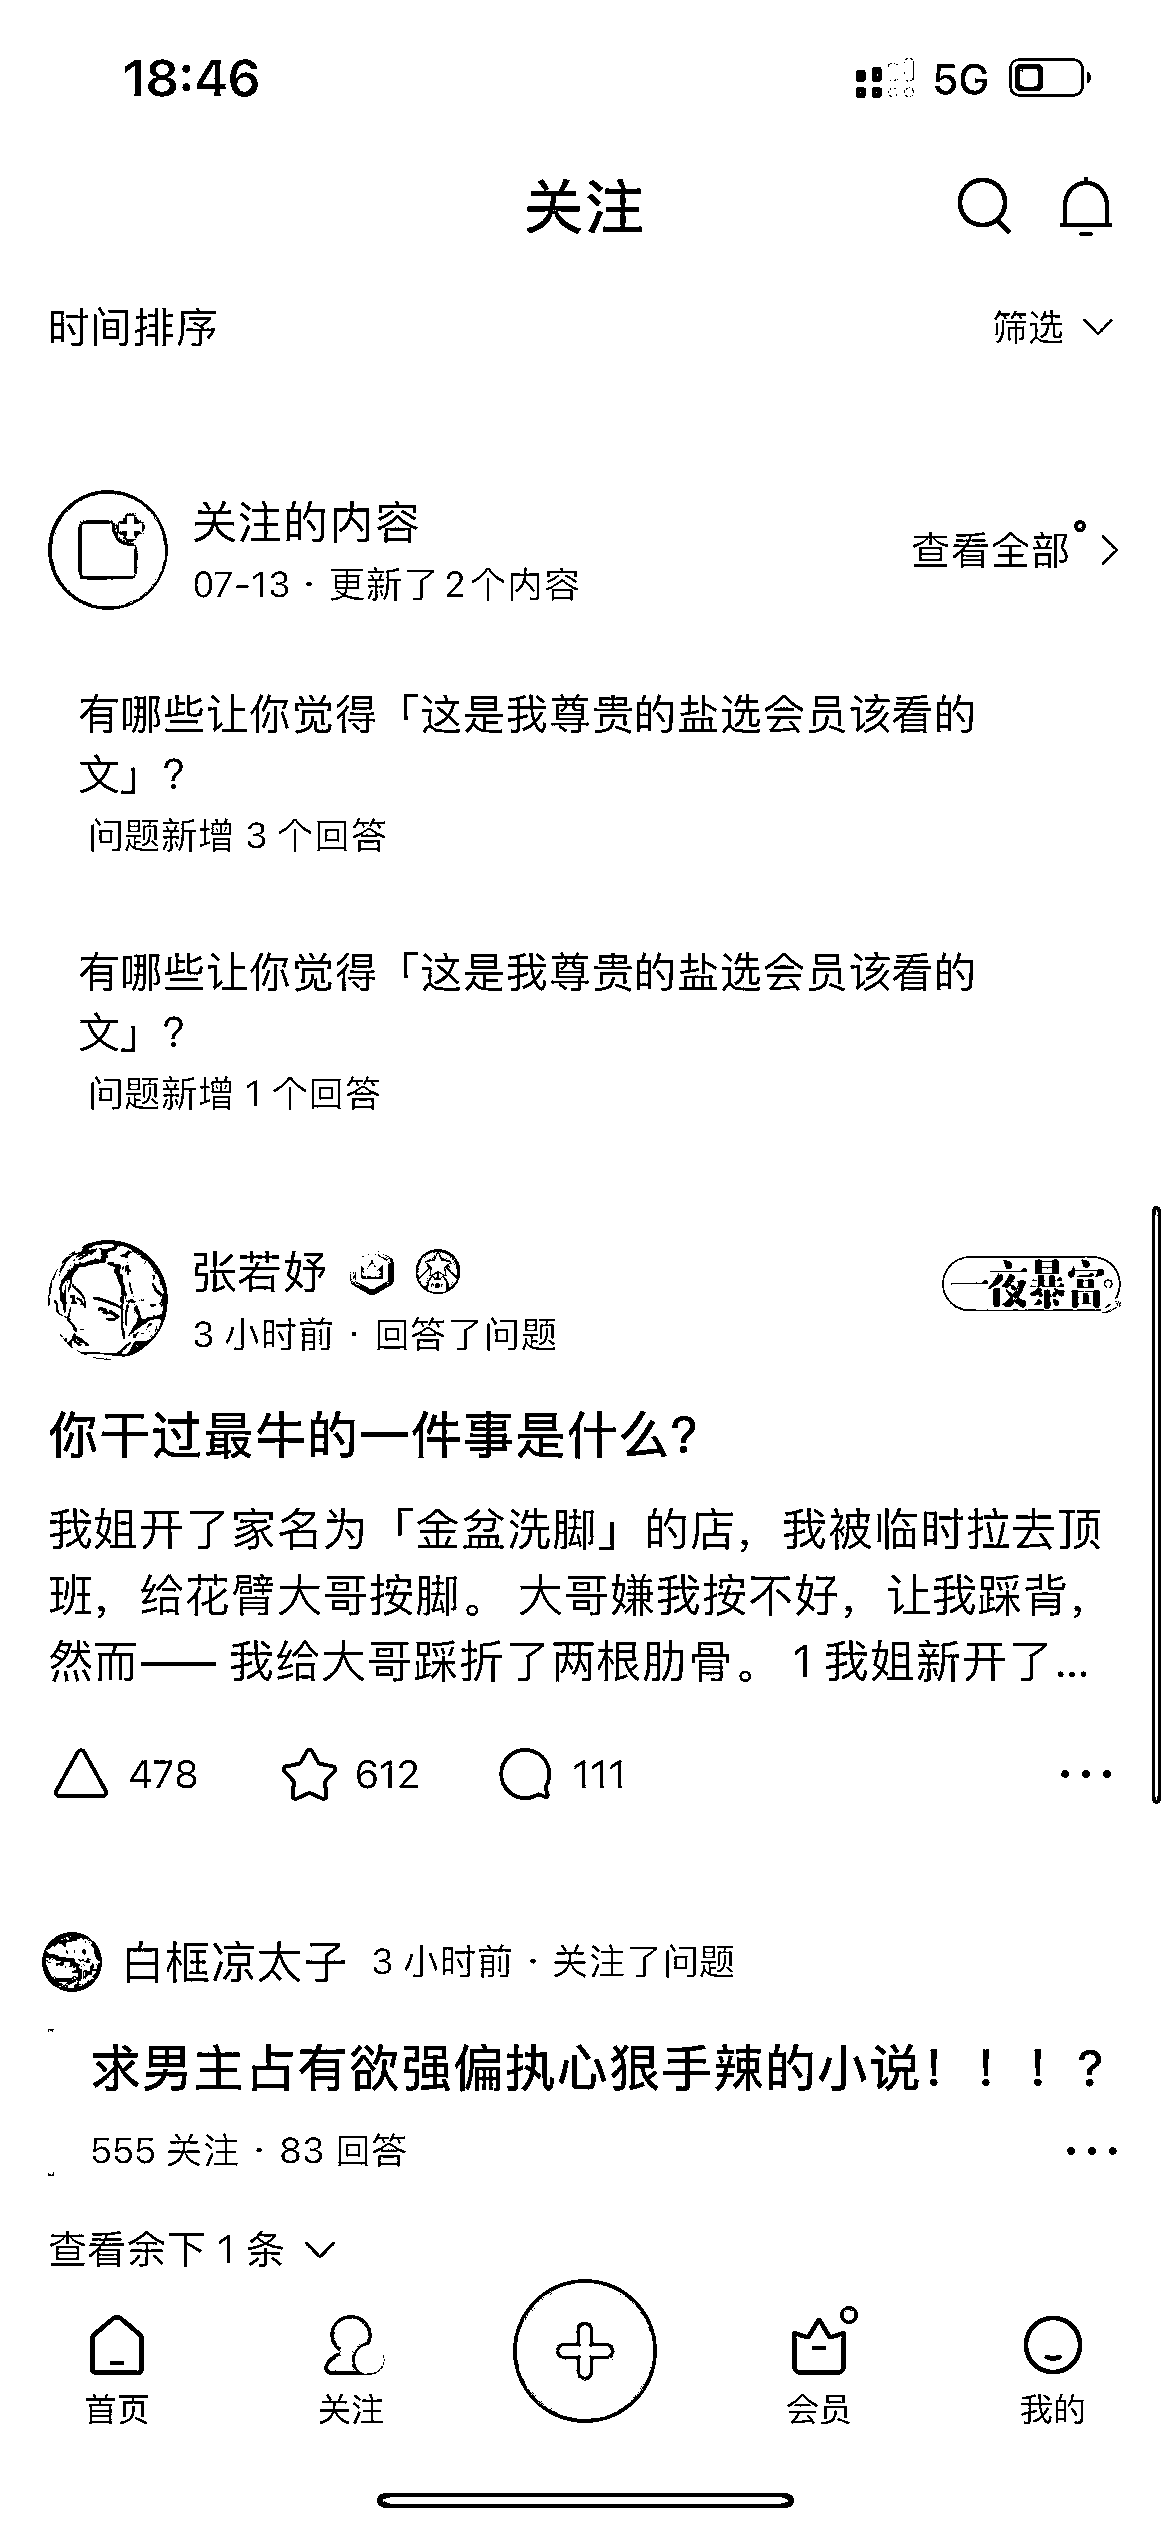 18:46
5G
关注
时间排序
筛选
关注的内容
查看全部
07-13 · 更新了2个内容
有哪些让你觉得「这是我尊贵的盐选会员该看的
文」?
问题新增 3 个回答
有哪些让你觉得「这是我尊贵的盐选会员该看的
文」?
问题新增 1 个回答
张若妤
一夜暴富
3 小时前 · 回答了问题
你干过最牛的一件事是什么?
我姐开了家名为「金盆洗脚」的店，我被临时拉去顶
班，给花臂大哥按脚。 大哥嫌我按不好，让我踩背，
然而—— 我给大哥踩折了两根肋骨。 1 我姐新开了...
478
612
111
白框凉太子 3 小时前 · 关注了问题
求男主占有欲强偏执心狠手辣的小说！！！?
555 关注 · 83 回答
查看余下 1 条
首页
关注
会员
我的